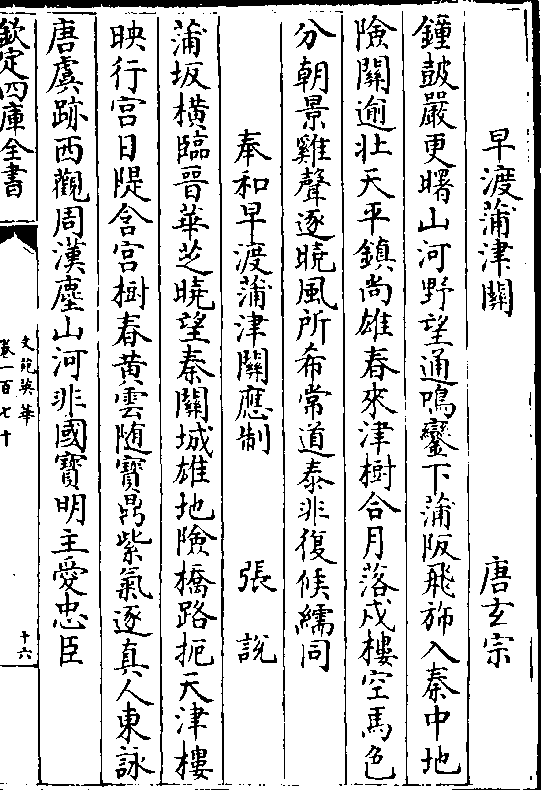 早渡蒲津關　唐玄宗
鐘鼓嚴更曙山河野望通鳴鑾下蒲阪飛旆入秦中地
險關逾壯天平鎮尚雄春來津樹合月落戍樓空馬色
分朝景雞聲逐曉風所希常道泰非復候繻同
奉和早渡蒲津關應制　張說
蒲坂橫臨晉華芝曉望秦關城雄地險橋路扼天津樓
映行宮日隄含宮樹春黃雲隨寶鼎紫氣逐真人東詠
唐虞跡西觀周漢塵山河非國寶明主愛忠臣
欽定四庫全書
文苑英華
卷一百七十
十六